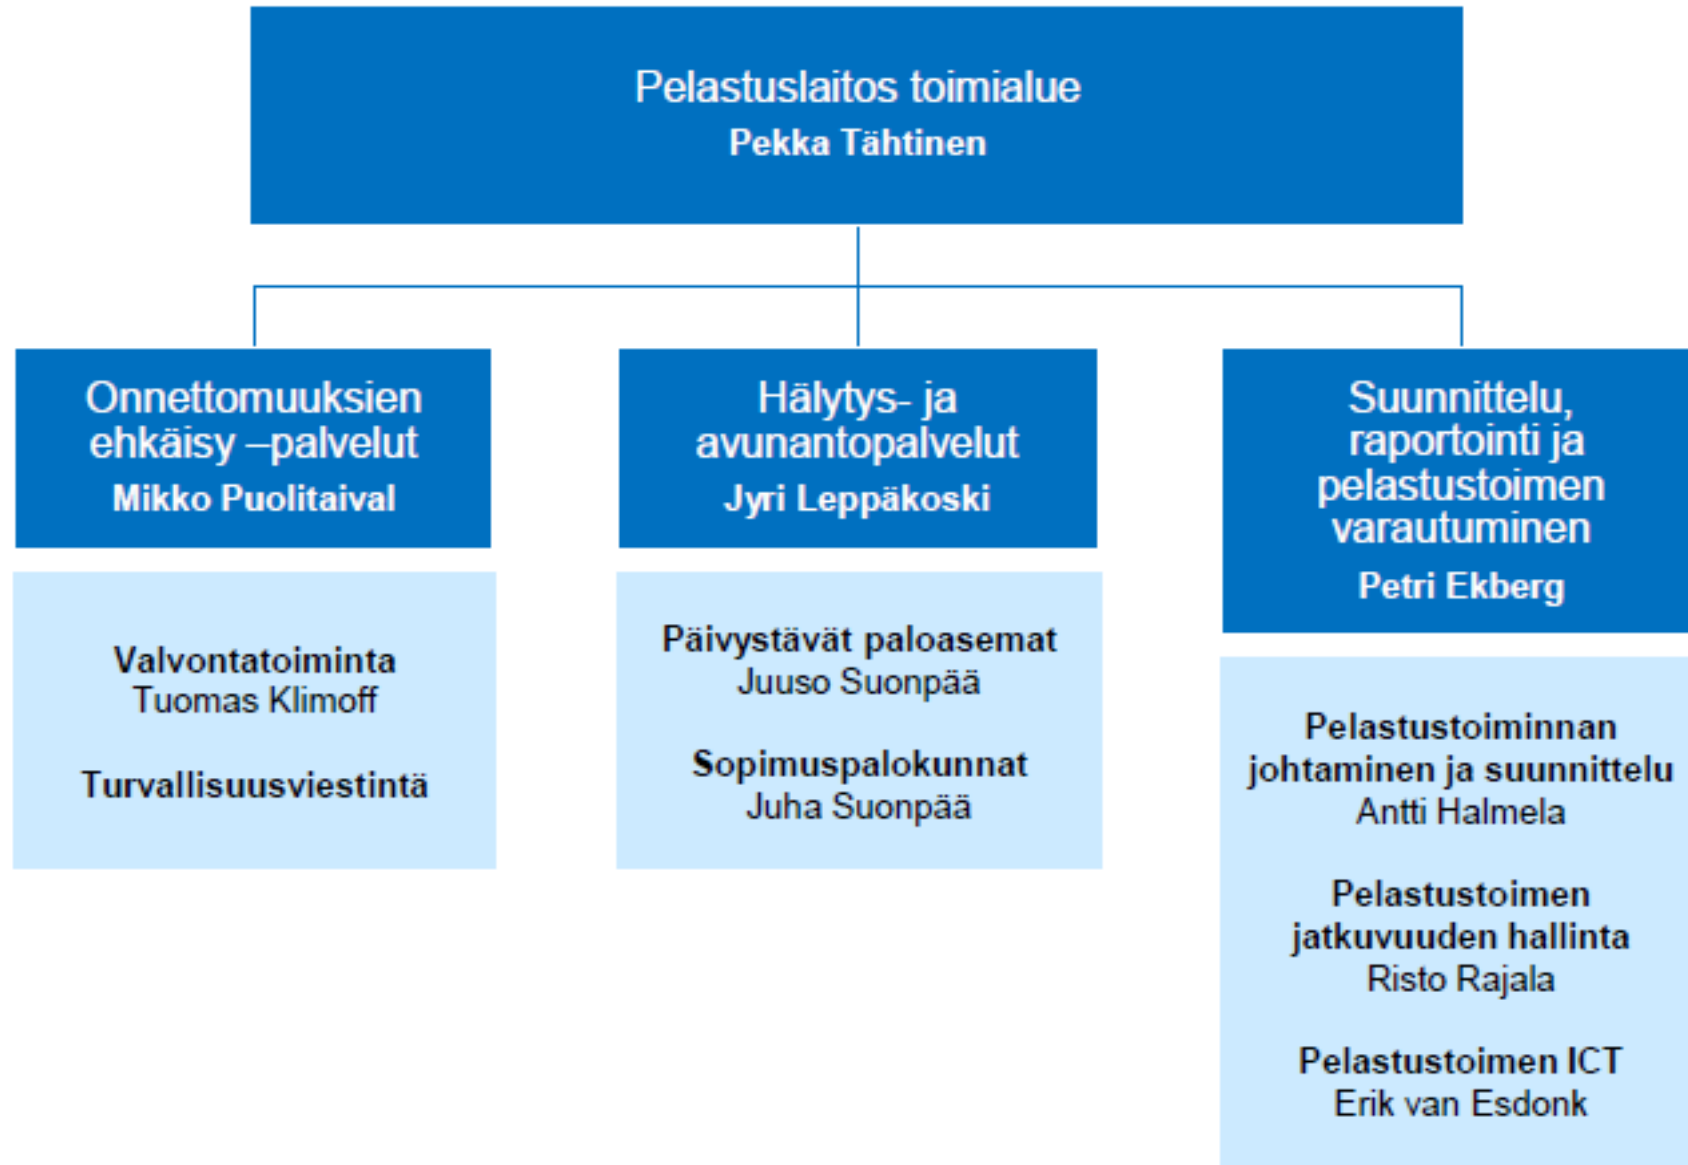 Pelastuslaitos toimialue
Pekka Tähtinen
Onnettomuuksien
ehkäisy –palvelut
Mikko Puolitaival
Valvontatoiminta
Tuomas Klimoff
Turvallisuusviestintä
Hälytys- ja
avunantopalvelut
Jyri Leppäkoski
Päivystävät paloasemat
Juuso Suonpää
Sopimuspalokunnat
Juha Suonpää
Suunnittelu,
raportointi ja
pelastustoimen
varautuminen
Petri Ekberg
Pelastustoiminnan
johtaminen ja suunnittelu
Antti Halmela
Pelastustoimen
jatkuvuuden hallinta
Risto Rajala
Pelastustoimen ICT
Erik van Esdonk